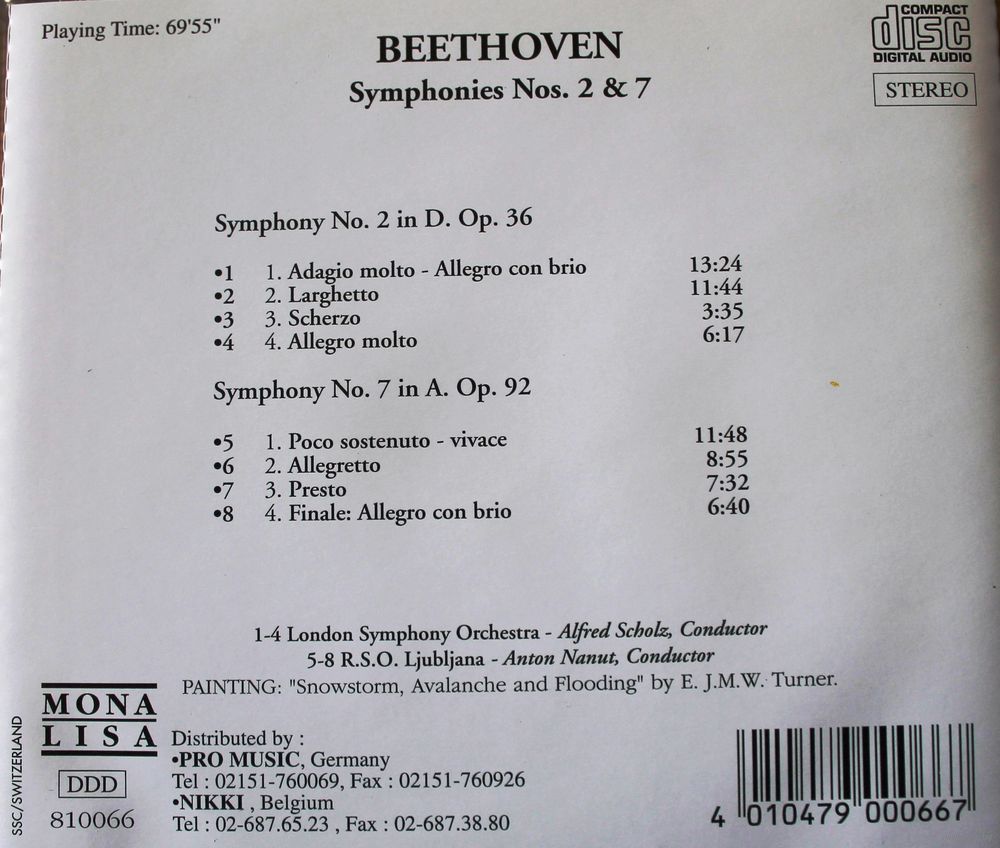 Playing Time: 69'55"
BEETHOVEN
Symphonies Nos. 2 & 7
COMPACT
disc
DIGITAL AUDIO
STEREO
Symphony No. 2 in D. Op. 36
•1 1. Adagio molto - Allegro con brio 13:24
•2 2. Larghetto 11:44
•3 3. Scherzo 3:35
•4 4. Allegro molto 6:17
Symphony No. 7 in A. Op. 92
•5 1. Poco sostenuto - vivace 11:48
•6 2. Allegretto 8:55
•7 3. Presto 7:32
•8 4. Finale: Allegro con brio 6:40
1-4 London Symphony Orchestra - Alfred Scholz, Conductor
5-8 R.S.O. Ljubljana - Anton Nanut, Conductor
PAINTING: "Snowstorm, Avalanche and Flooding" by E. J.M.W. Turner.
SSC/SWITZERLAND
MONA
LISA
DDD
810066
Distributed by :
•PRO MUSIC, Germany
Tel : 02151-760069, Fax : 02151-760926
•NIKKI , Belgium
Tel : 02-687.65.23 , Fax : 02-687.38.80
4 010479 000667